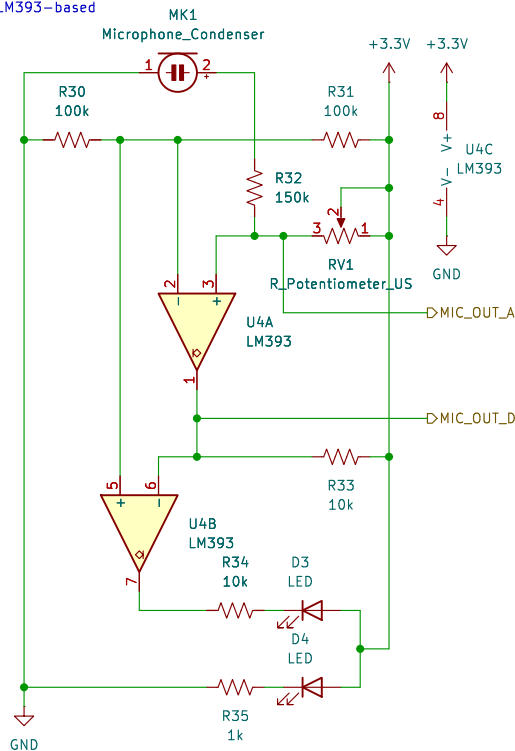 LM393-based
MK1
Microphone_Condenser
+3.3V
+3.3V
1
2
+
R30
100k
R31
100k
8
V+
U4C
LM393
V-
4
R32
150k
2
3
1
GND
RV1
R_Potentiometer_US
2
3
-
+
MIC_OUT_A
U4A
LM393
1
MIC_OUT_D
R33
10k
5
6
+
-
U4B
LM393
7
R34
10k
D3
LED
D4
LED
R35
1k
GND